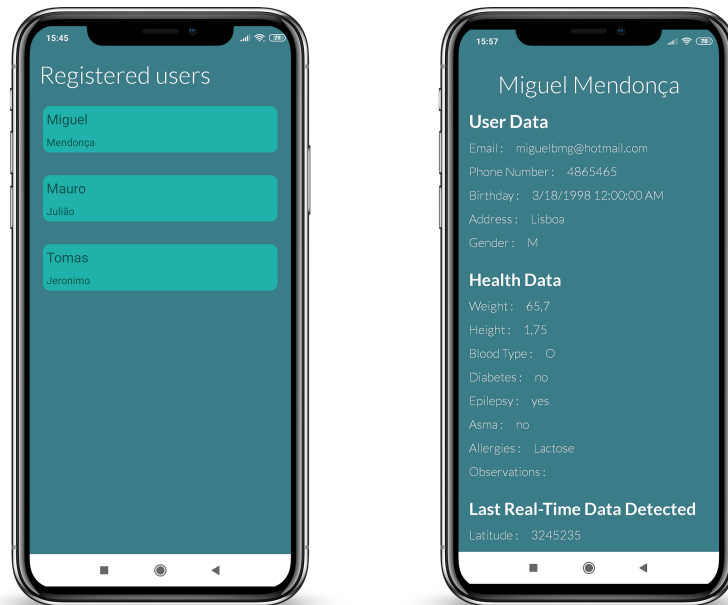 15:45
79
Registered users
Miguel
Mendonça
Mauro
Julião
Tomas
Jeronimo
15:57
78
Miguel Mendonça
User Data
Email : miguelbmg@hotmail.com
Phone Number : 4865465
Birthday : 3/18/1998 12:00:00 AM
Address : Lisboa
Gender : M
Health Data
Weight : 65,7
Height : 1,75
Blood Type : O
Diabetes : no
Epilepsy : yes
Asma : no
Allergies : Lactose
Observations :
Last Real-Time Data Detected
Latitude : 3245235